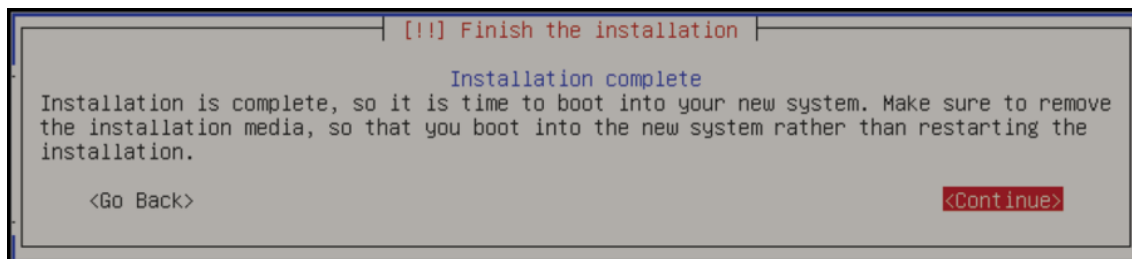 [!!] Finish the installation
Installation complete
Installation is complete, so it is time to boot into your new system. Make sure to remove
the installation media, so that you boot into the new system rather than restarting the
installation.
<Go Back> <Continue>